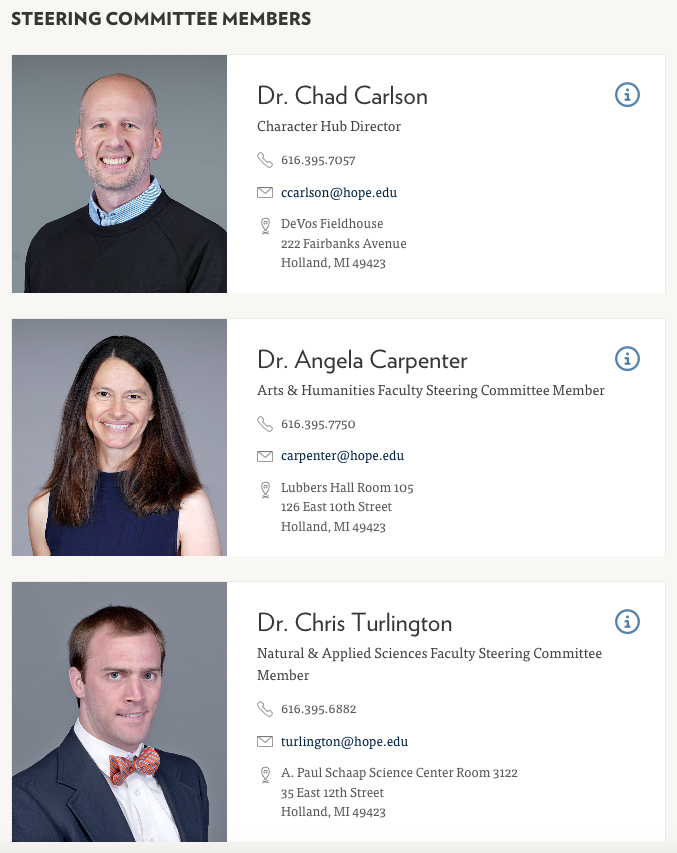 STEERING COMMITTEE MEMBERS
Dr. Chad Carlson
Character Hub Director
616.395.7057
ccarlson@hope.edu
DeVos Fieldhouse
222 Fairbanks Avenue
Holland, MI 49423
Dr. Angela Carpenter
Arts & Humanities Faculty Steering Committee Member
616.395.7750
carpenter@hope.edu
Lubbers Hall Room 105
126 East 10th Street
Holland, MI 49423
Dr. Chris Turlington
Natural & Applied Sciences Faculty Steering Committee
Member
616.395.6882
turlington@hope.edu
A. Paul Schaap Science Center Room 3122
35 East 12th Street
Holland, MI 49423